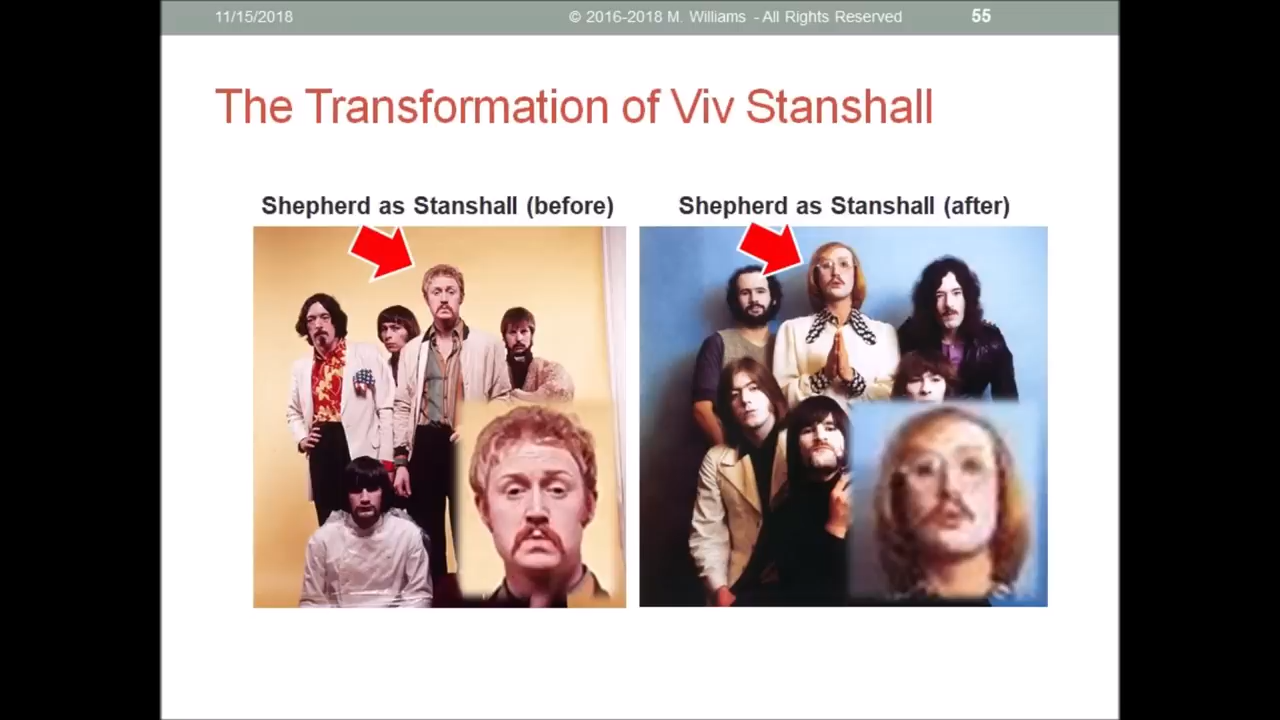 11/15/2018
© 2016-2018 M. Williams - All Rights Reserved
55
The Transformation of Viv Stanshall
Shepherd as Stanshall (before)
Shepherd as Stanshall (after)